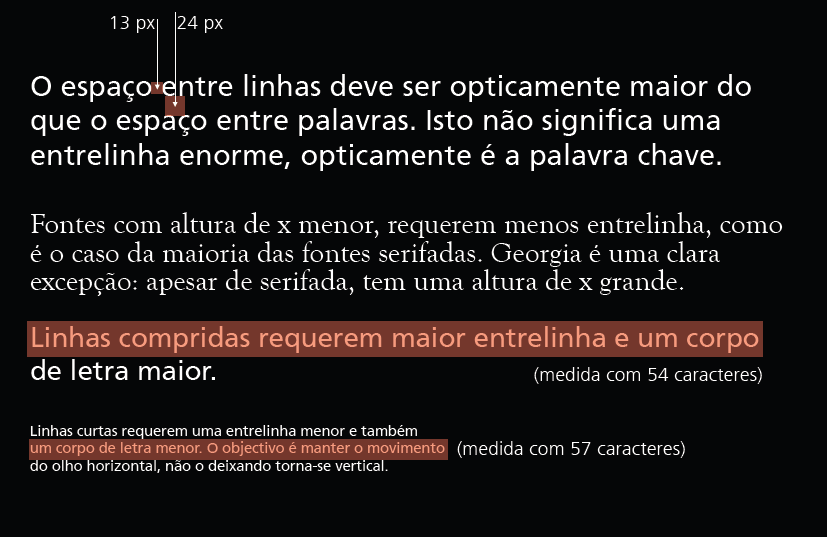 13 px 24 px
O espaço entre linhas deve ser opticamente maior do
que o espaço entre palavras. Isto não significa uma
entrelinha enorme, opticamente é a palavra chave.
Fontes com altura de x menor, requerem menos entrelinha, como
é o caso da maioria das fontes serifadas. Georgia é uma clara
excepção: apesar de serifada, tem uma altura de x grande.
Linhas compridas requerem maior entrelinha e um corpo
de letra maior.
(medida com 54 caracteres)
Linhas curtas requerem uma entrelinha menor e também
um corpo de letra menor. O objectivo é manter o movimento
(medida com 57 caracteres)
do olho horizontal, não o deixando torna-se vertical.